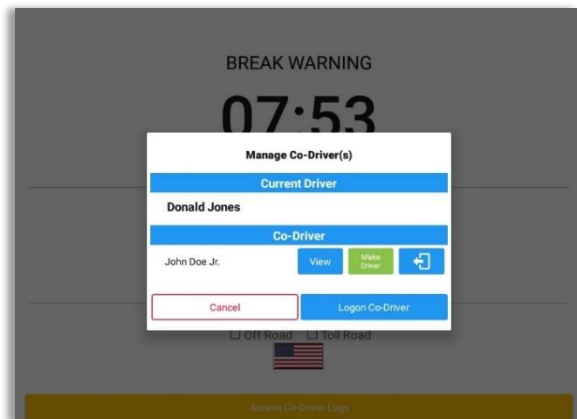 BREAK WARNING
07:53
Manage Co-Driver(s)
Current Driver
Donald Jones
Co-Driver
John Doe Jr.
View
Make
Driver
Cancel
Logon Co-Driver
Off Road
Toll Road
Access Co-Driver Logs